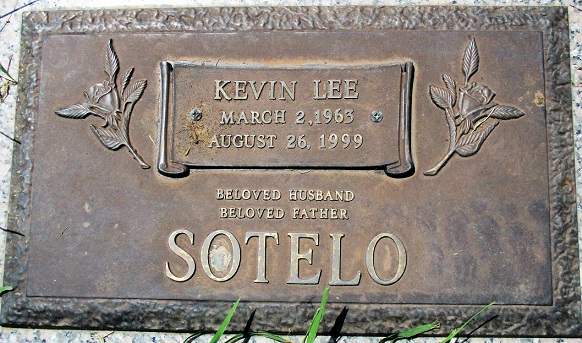 KEVIN LEE
MARCH 2, 1963
AUGUST 26, 1999
BELOVED HUSBAND
BELOVED FATHER
SOTELO